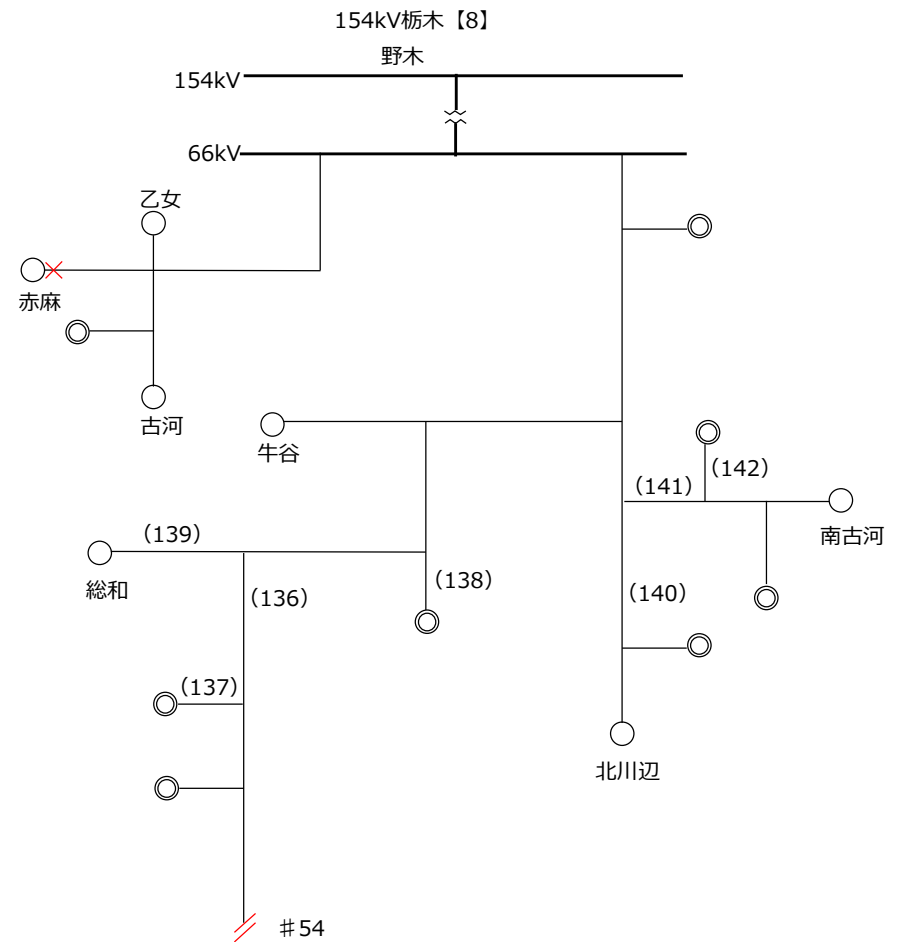 154kV栃木【8】
野木
154kV
66kV
乙女
赤麻
古河
牛谷
（142）
（141）
南古河
（139）
（138）
総和
（136）
（140）
（137）
北川辺
♯54